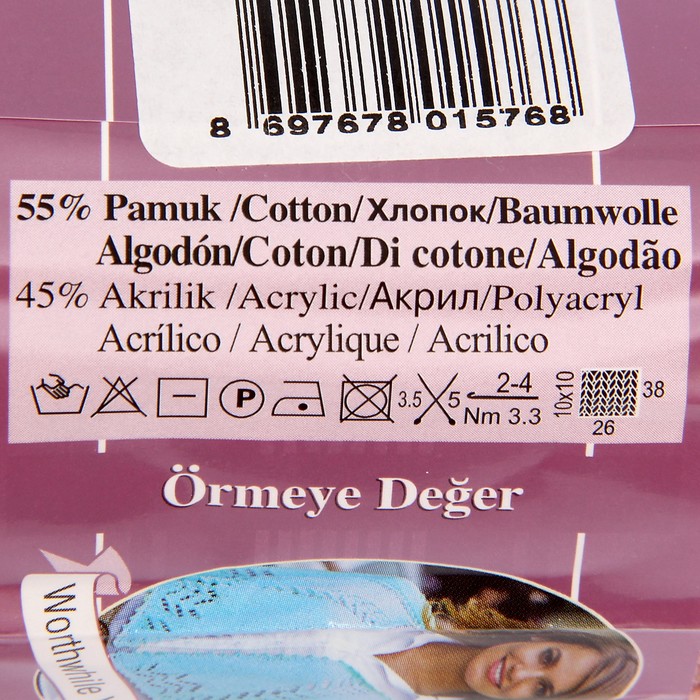 8 697678 015768
55% Pamuk /Cotton/Хлопок/Baumwolle
Algodón/Coton/Di cotone/Algodão
45% Akrilik /Acrylic/Акрил/Polyacryl
Acrílico / Acrylique / Acrilico
P 3.5 5 2-4 Nm 3.3 10x10 38
26
Örmeye Değer
Worthwhile